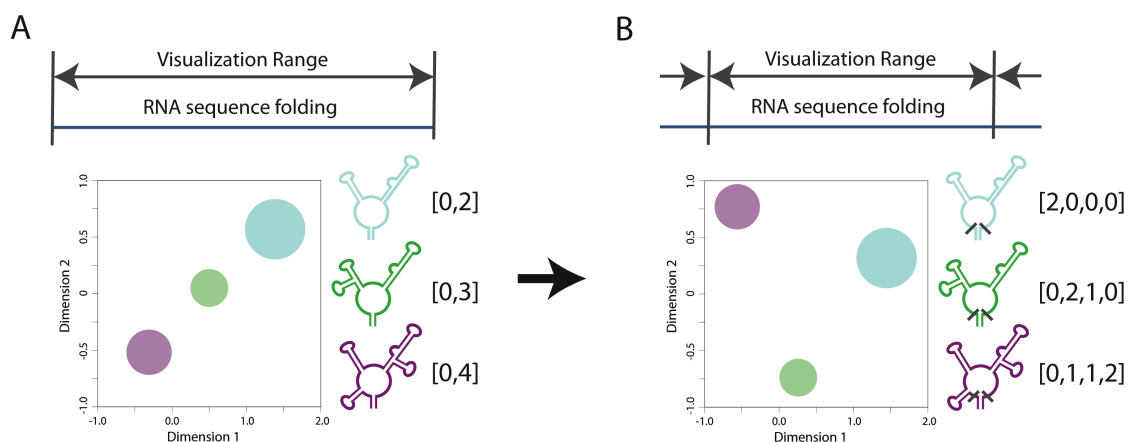 A
Visualization Range
RNA sequence folding
1.0
0.5
0
-0.5
-1.0
Dimension 2
-1.0
0.0
1.0
2.0
Dimension 1
[0,2]
[0,3]
[0,4]
B
Visualization Range
RNA sequence folding
1.0
0.5
0
-0.5
-1.0
Dimension 2
-1.0
0.0
1.0
2.0
Dimension 1
[2,0,0,0]
[0,2,1,0]
[0,1,1,2]